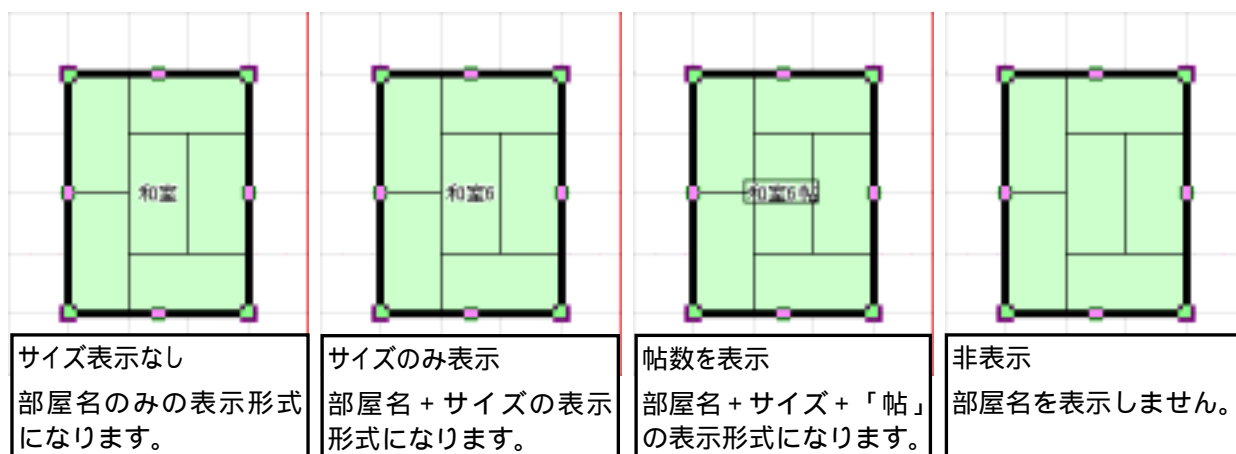 和室
和室6
和室6帖
サイズ表示なし
部屋名のみの表示形式
になります。
サイズのみ表示
部屋名+サイズの表示
形式になります。
帖数を表示
部屋名+サイズ+「帖」
の表示形式になります。
非表示
部屋名を表示しません。